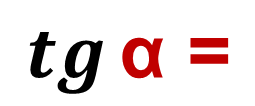 tg α =